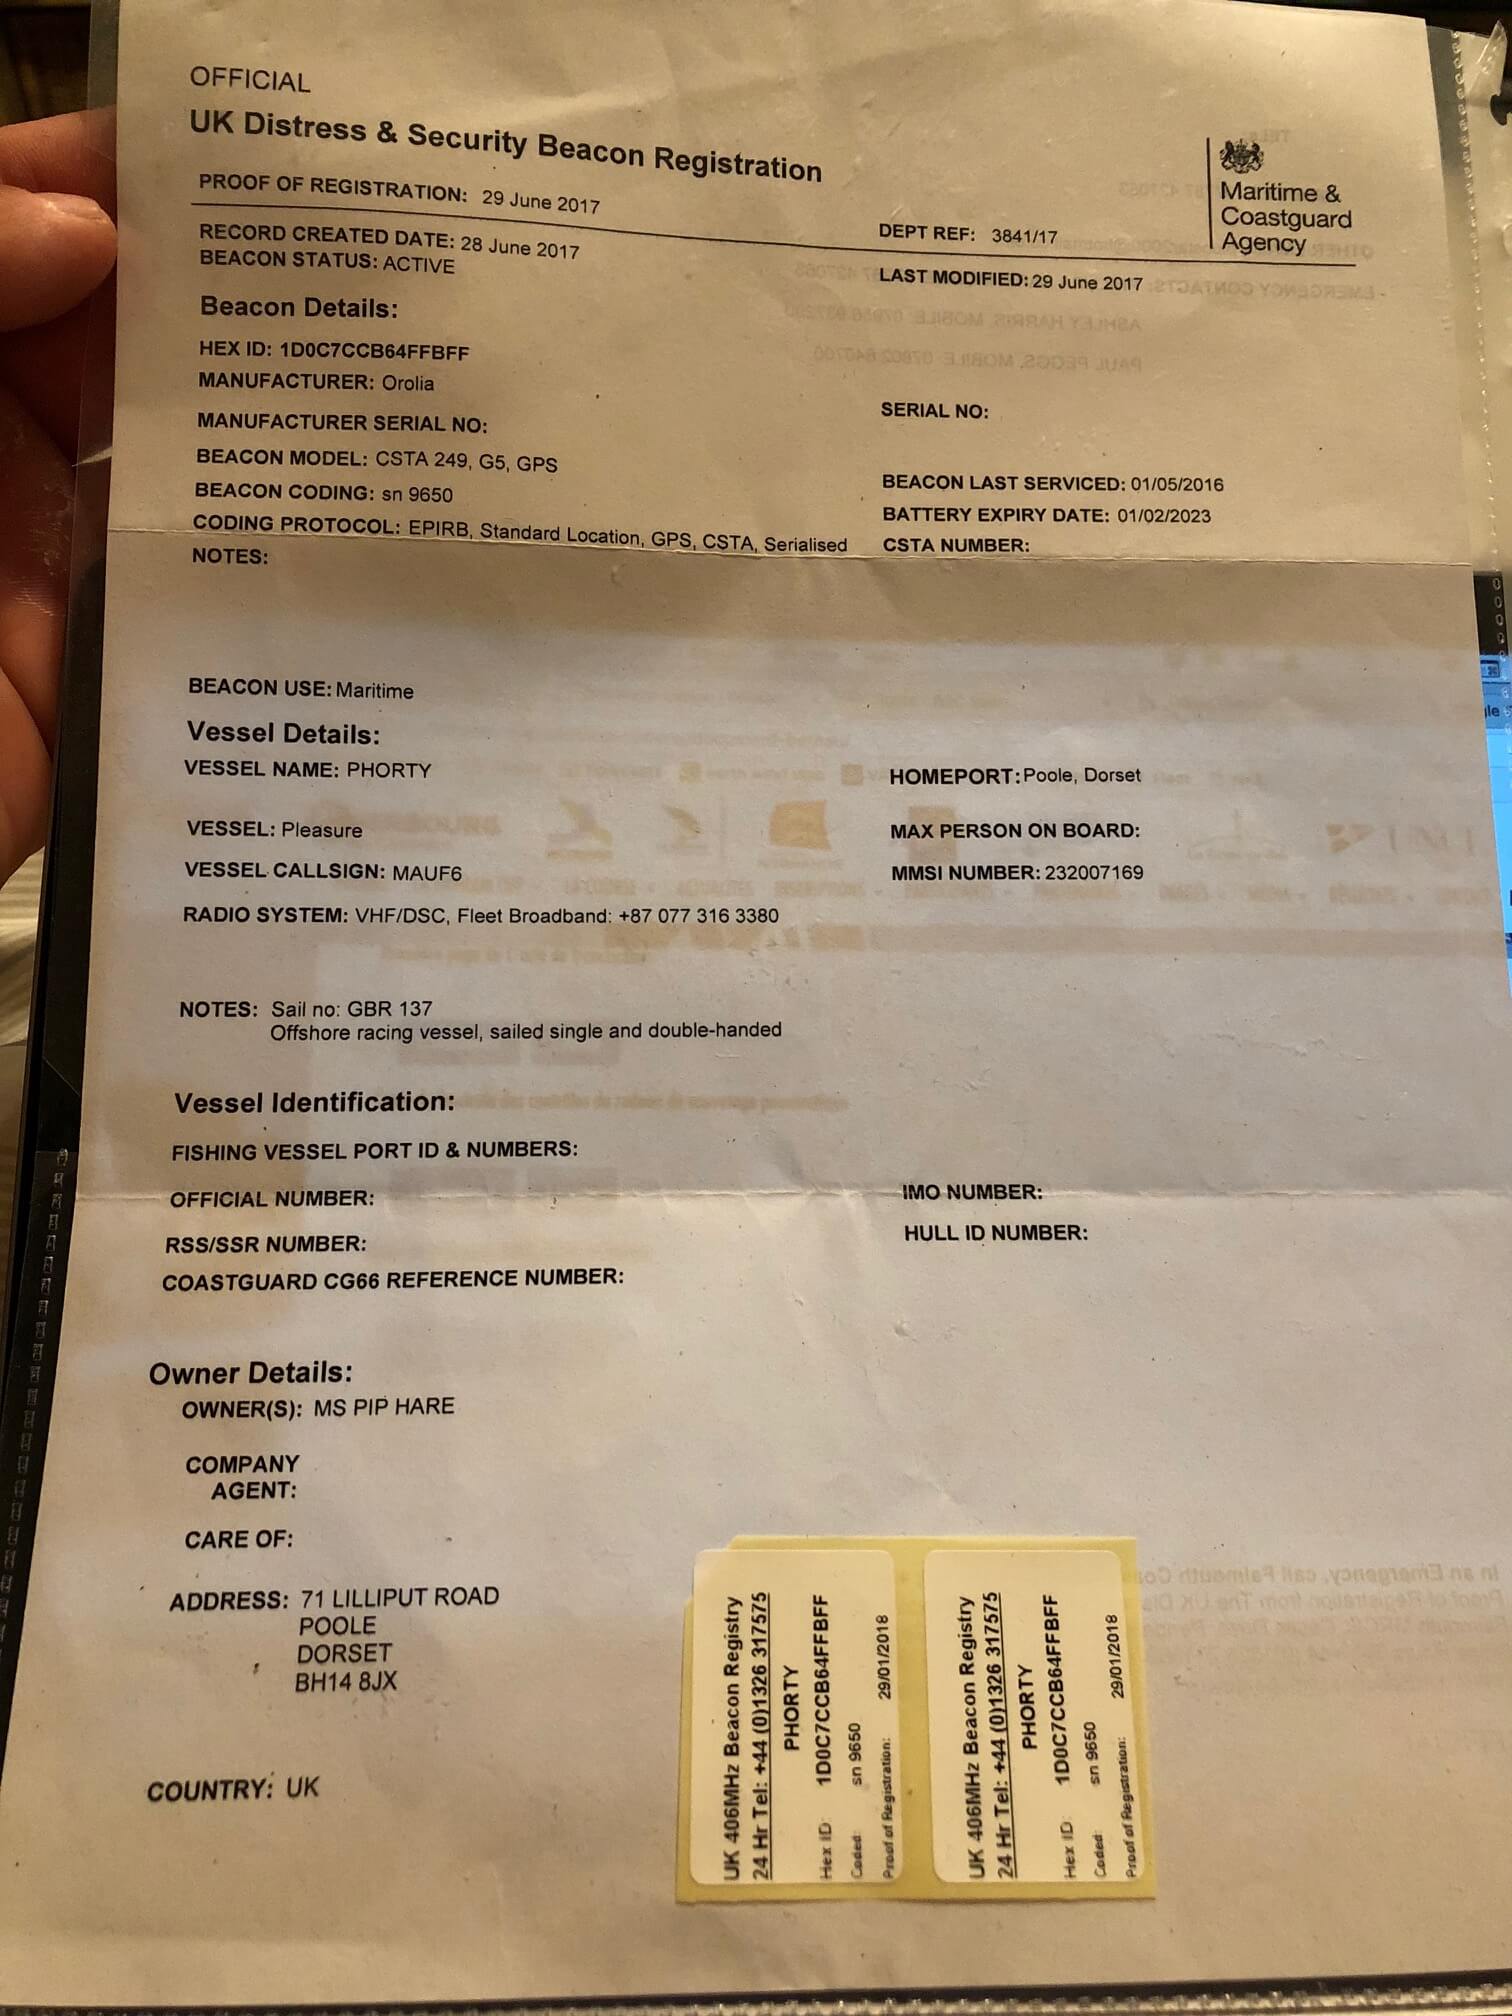 OFFICIAL
UK Distress & Security Beacon Registration
PROOF OF REGISTRATION: 29 June 2017
Maritime &
Coastguard
Agency
DEPT REF: 3841/17
RECORD CREATED DATE: 28 June 2017
BEACON STATUS: ACTIVE
LAST MODIFIED: 29 June 2017
Beacon Details:
HEX ID: 1D0C7CCB64FFBFF
MANUFACTURER: Orolia
MANUFACTURER SERIAL NO:
SERIAL NO:
BEACON MODEL: CSTA 249, G5, GPS
BEACON LAST SERVICED: 01/05/2016
BEACON CODING: sn 9650
BATTERY EXPIRY DATE: 01/02/2023
CODING PROTOCOL: EPIRB, Standard Location, GPS, CSTA, Serialised
CSTA NUMBER:
NOTES:
BEACON USE: Maritime
Vessel Details:
VESSEL NAME: PHORTY
HOMEPORT: Poole, Dorset
VESSEL: Pleasure
MAX PERSON ON BOARD:
VESSEL CALLSIGN: MAUF6
MMSI NUMBER: 232007169
RADIO SYSTEM: VHF/DSC, Fleet Broadband: +87 077 316 3380
NOTES: Sail no: GBR 137
Offshore racing vessel, sailed single and double-handed
Vessel Identification:
FISHING VESSEL PORT ID & NUMBERS:
OFFICIAL NUMBER:
IMO NUMBER:
RSS/SSR NUMBER:
HULL ID NUMBER:
COASTGUARD CG66 REFERENCE NUMBER:
Owner Details:
OWNER(S): MS PIP HARE
COMPANY
AGENT:
CARE OF:
ADDRESS: 71 LILLIPUT ROAD
POOLE
DORSET
BH14 8JX
COUNTRY: UK
UK 406MHz Beacon Registry
24 Hr Tel: +44 (0)1326 317575
PHORTY
Hex ID: 1D0C7CCB64FFBFF
Coded: sn 9650
Proof of Registration: 29/01/2018
UK 406MHz Beacon Registry
24 Hr Tel: +44 (0)1326 317575
PHORTY
Hex ID: 1D0C7CCB64FFBFF
Coded: sn 9650
Proof of Registration: 29/01/2018